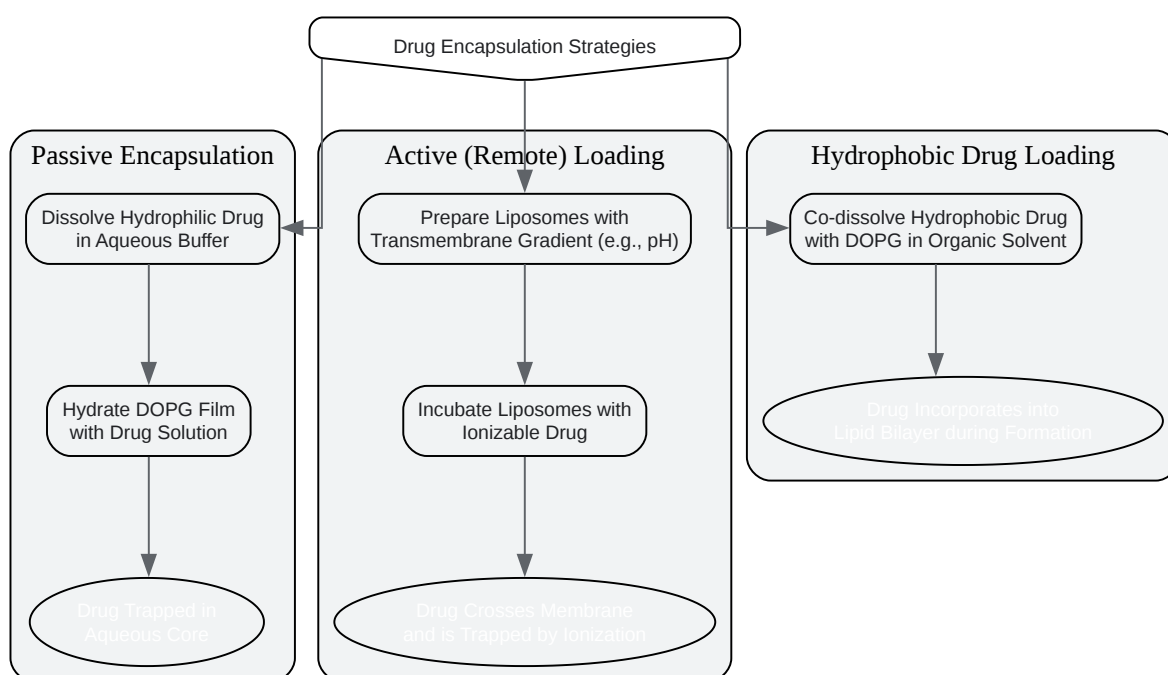 Drug Encapsulation Strategies
Passive Encapsulation
Dissolve Hydrophilic Drug
in Aqueous Buffer
Hydrate DOPG Film
with Drug Solution
Drug Trapped in
Aqueous Core
Active (Remote) Loading
Prepare Liposomes with
Transmembrane Gradient (e.g., pH)
Incubate Liposomes with
Ionizable Drug
Drug Crosses Membrane
and is Trapped by Ionization
Hydrophobic Drug Loading
Co-dissolve Hydrophobic Drug
with DOPG in Organic Solvent
Drug Incorporates into
Lipid Bilayer during Formation